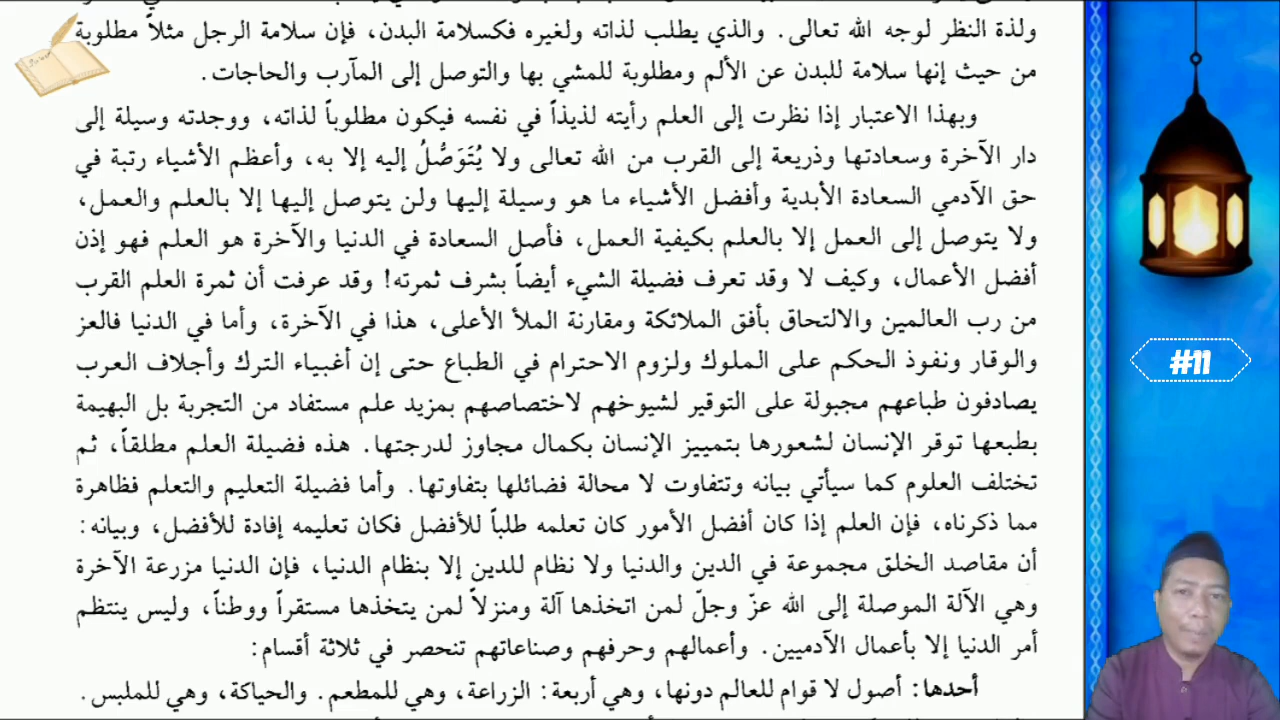 ولذة النظر لوجه الله تعالى. والذي يطلب لذاته ولغيره فكسلامة البدن، فإن سلامة الرجل مثلاً مطلوبة
من حيث إنها سلامة للبدن عن الألم ومطلوبة للمشي بها والتوصل إلى المآرب والحاجات.
وبهذا الاعتبار إذا نظرت إلى العلم رأيته لذيذاً في نفسه فيكون مطلوباً لذاته، ووجدته وسيلة إلى
دار الآخرة وسعادتها وذريعة إلى القرب من الله تعالى ولا يُتَوَصَّلُ إليه إلا به، وأعظم الأشياء رتبة في
حق الآدمي السعادة الأبدية وأفضل الأشياء ما هو وسيلة إليها ولن يتوصل إليها إلا بالعلم والعمل،
ولا يتوصل إلى العمل إلا بالعلم بكيفية العمل، فأصل السعادة في الدنيا والآخرة هو العلم فهو إذن
أفضل الأعمال، وكيف لا وقد تعرف فضيلة الشيء أيضاً بشرف ثمرته! وقد عرفت أن ثمرة العلم القرب
من رب العالمين والالتحاق بأفق الملائكة ومقارنة الملأ الأعلى، هذا في الآخرة، وأما في الدنيا فالعز
والوقار ونفوذ الحكم على الملوك ولزوم الاحترام في الطباع حتى إن أغبياء الترك وأجلاف العرب
يصادفون طباعهم مجبولة على التوقير لشيوخهم لاختصاصهم بمزيد علم مستفاد من التجربة بل البهيمة
بطبعها توقر الإنسان لشعورها بتمييز الإنسان بكمال مجاوز لدرجتها. هذه فضيلة العلم مطلقاً، ثم
تختلف العلوم كما سيأتي بيانه وتتفاوت لا محالة فضائلها بتفاوتها. وأما فضيلة التعليم والتعلم فظاهرة
مما ذكرناه، فإن العلم إذا كان أفضل الأمور كان تعلمه طلباً للأفضل فكان تعليمه إفادة للأفضل، وبيانه:
أن مقاصد الخلق مجموعة في الدين والدنيا ولا نظام للدين إلا بنظام الدنيا، فإن الدنيا مزرعة الآخرة
وهي الآلة الموصلة إلى الله عزّ وجلّ لمن اتخذها آلة ومنزلاً لمن يتخذها مستقراً ووطناً، وليس ينتظم
أمر الدنيا إلا بأعمال الآدميين. وأعمالهم وحرفهم وصناعاتهم تنحصر في ثلاثة أقسام:
أحدها: أصول لا قوام للعالم دونها، وهي أربعة: الزراعة، وهي للمطعم. والحياكة، وهي للملبس.
#11